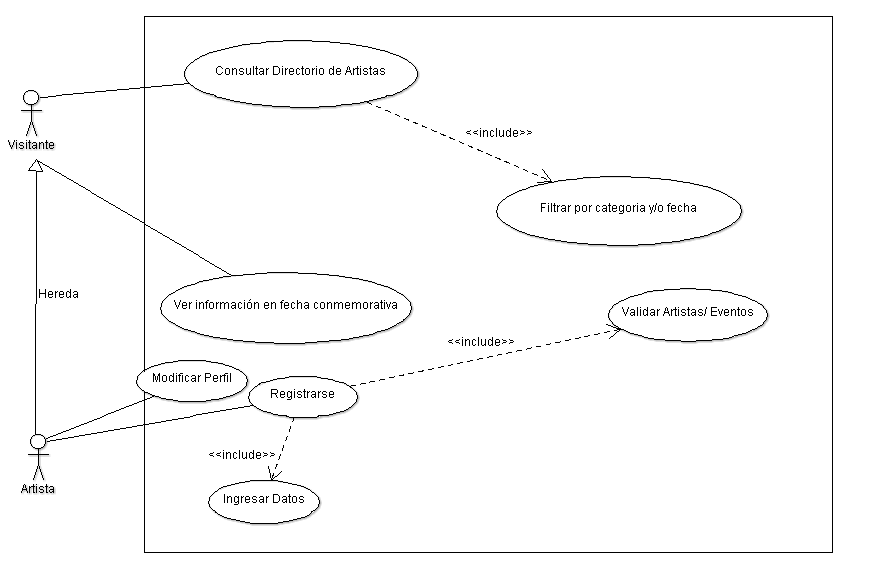 Consultar Directorio de Artistas
<<include>>
Visitante
Filtrar por categoria y/o fecha
Hereda
Ver información en fecha conmemorativa
Validar Artistas/ Eventos
<<include>>
Modificar Perfil
Registrarse
<<include>>
Artista
Ingresar Datos